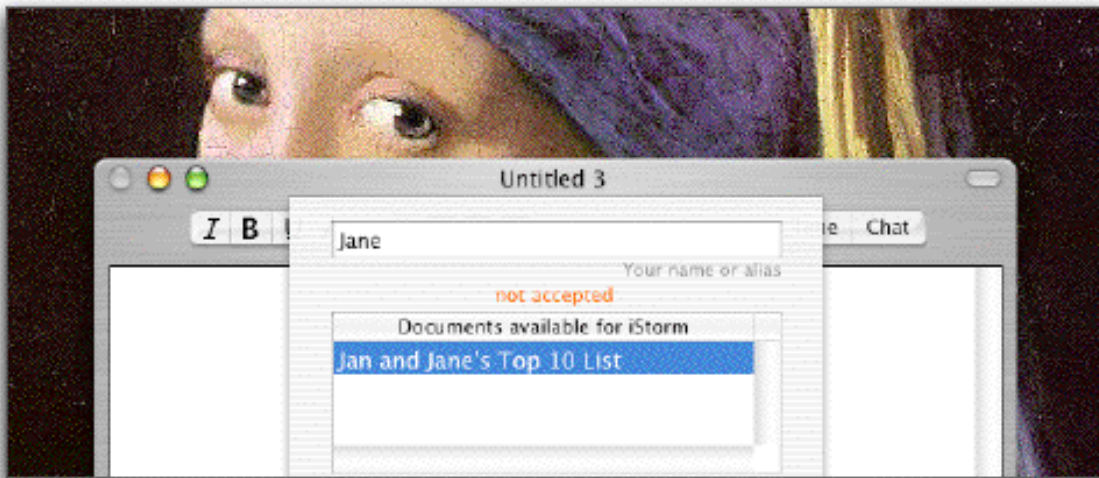 Untitled 3
I B Chat
Jane
Your name or alias
not accepted
Documents available for iStorm
Jan and Jane's Top 10 List